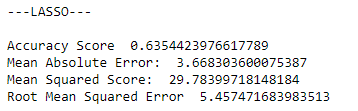 ---LASSO---
Accuracy Score  0.6354423976617789
Mean Absolute Error:  3.668303600075387
Mean Squared Score:  29.78399718148184
Root Mean Squared Error  5.457471683983513